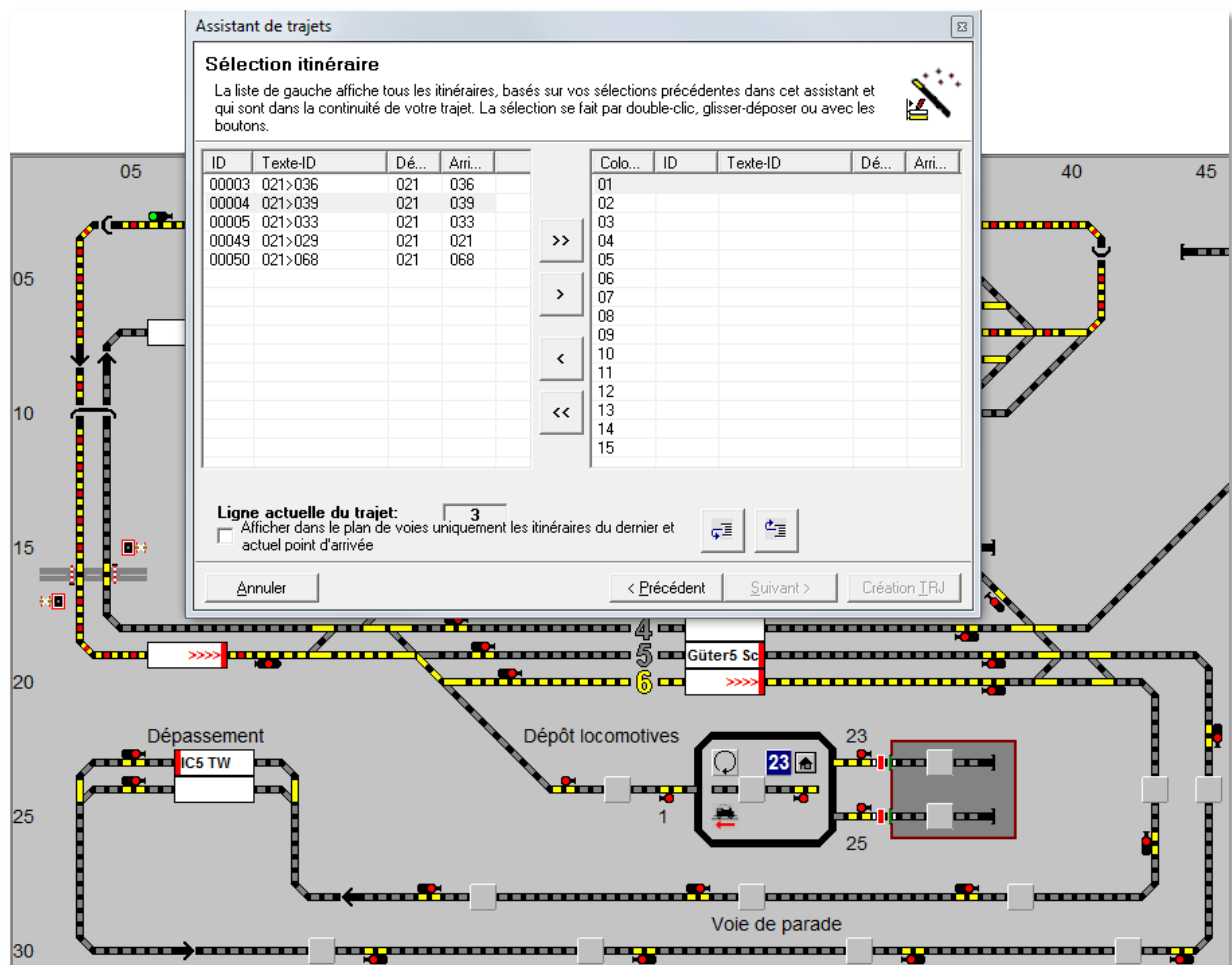 Assistant de trajets
Sélection itinéraire
La liste de gauche affiche tous les itinéraires, basés sur vos sélections précédentes dans cet assistant et
qui sont dans la continuité de votre trajet. La sélection se fait par double-clic, glisser-déposer ou avec les
boutons.
ID Texte-ID Dé... Arri...
00003 021>036 021 036
00004 021>039 021 039
00005 021>033 021 033
00049 021>029 021 021
00050 021>068 021 068
>>
>
<
<<
Colo... ID Texte-ID Dé... Arri...
01
02
03
04
05
06
07
08
09
10
11
12
13
14
15
Ligne actuelle du trajet: 3
Afficher dans le plan de voies uniquement les itinéraires du dernier et
actuel point d'arrivée
Annuler < Précédent Suivant > Création TRJ
05 40 45
05
10
15
4
5 Güter5 Sc
>>>>
20 6 >>>>
Dépassement Dépôt locomotives 23
IC5 TW 23
25 1 25
Voie de parade
30